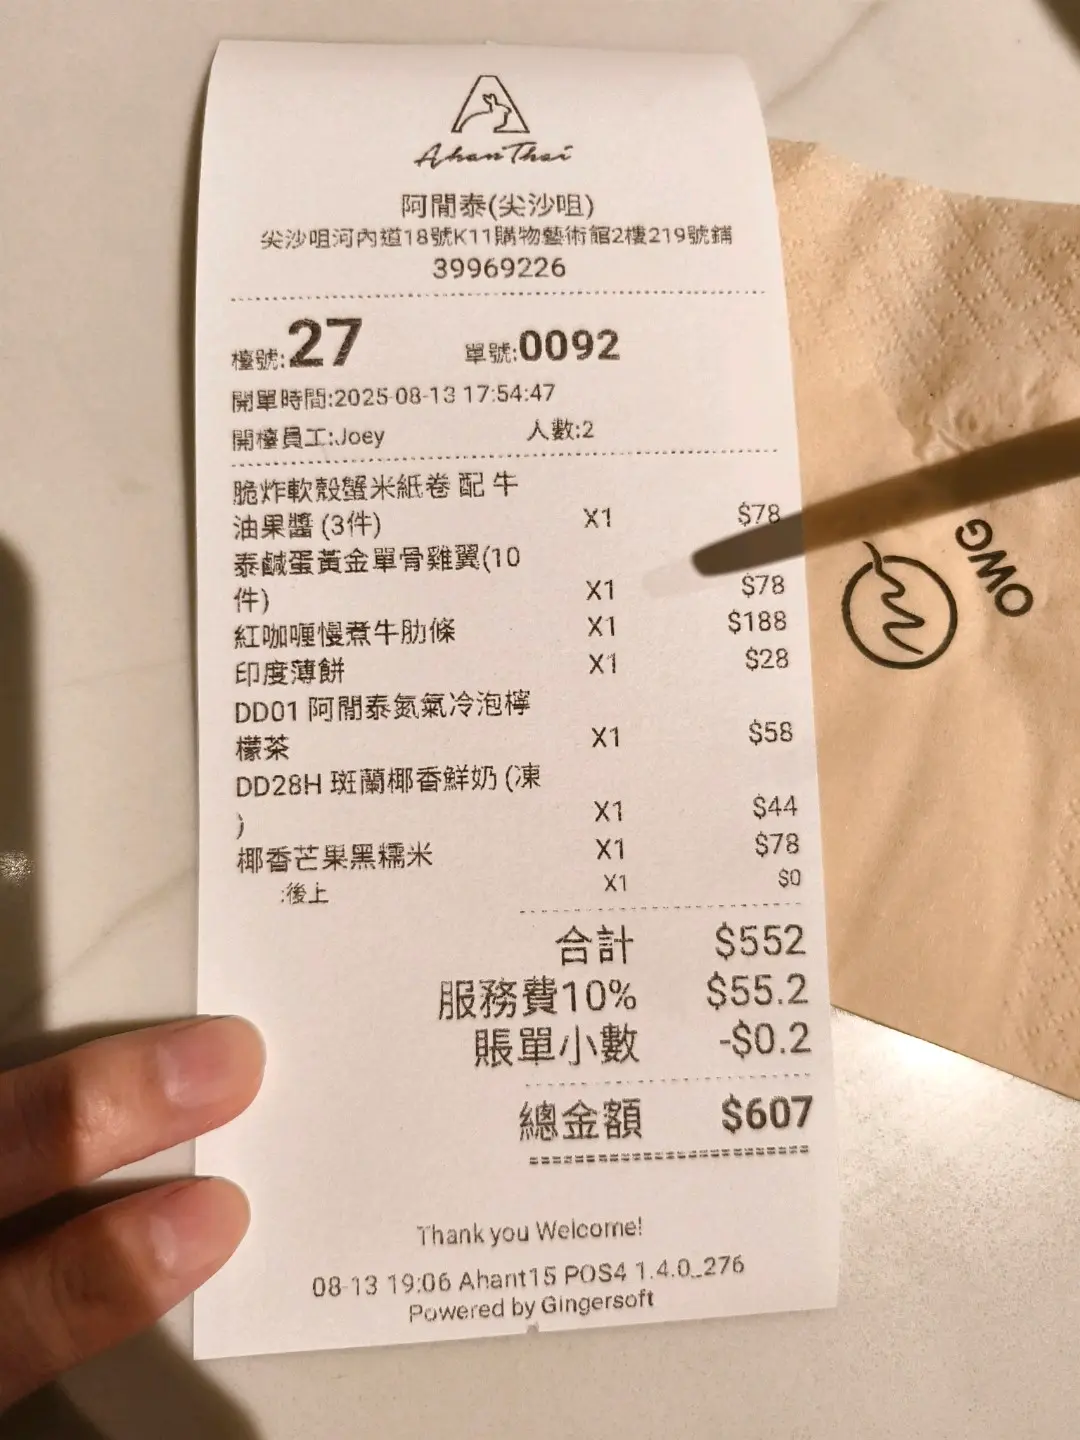 Ahan Thai
阿閒泰(尖沙咀)
尖沙咀河內道18號K11購物藝術館2樓219號舖
39969226
檯號:27 單號:0092
開單時間:2025-08-13 17:54:47
開檯員工:Joey 人數:2
脆炸軟殼蟹米紙卷 配 牛
油果醬 (3件) X1 $78
泰鹹蛋黃金單骨雞翼(10
件) X1 $78
紅咖喱慢煮牛肋條 X1 $188
印度薄餅 X1 $28
DD01 阿閒泰氮氣冷泡檸
檬茶 X1 $58
DD28H 斑蘭椰香鮮奶 (凍
) X1 $44
椰香芒果黑糯米 X1 $78
:後上 X1 $0
合計 $552
服務費10% $55.2
賬單小數 -$0.2
總金額 $607
Thank you Welcome!
08-13 19:06 Ahant15 POS4 1.4.0_276
Powered by Gingersoft
OWG